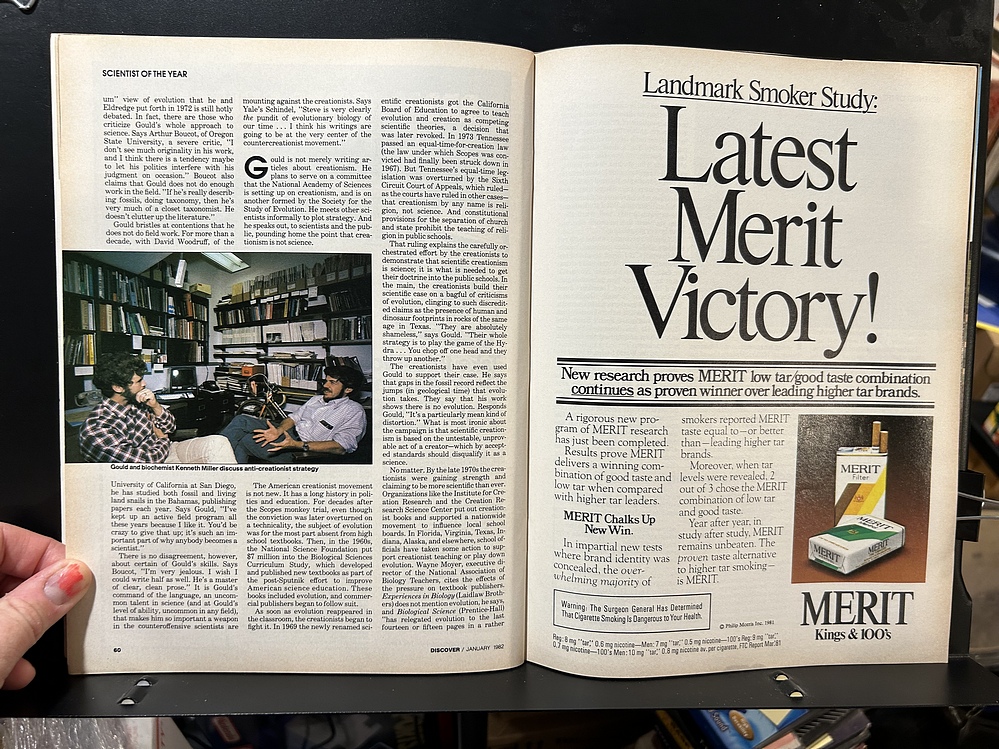 SCIENTIST OF THE YEAR
um" view of evolution that he and
Eldredge put forth in 1972 is still hotly
debated. In fact, there are those who
criticize Gould's whole approach to
science. Says Arthur Boucot, of Oregon
State University, a severe critic, "I
don't see much originality in his work,
and I think there is a tendency maybe
to let his politics interfere with his
judgment on occasion." Boucot also
claims that Gould does not do enough
work in the field. "If he's really describ-
ing fossils, doing taxonomy, then he's
very much of a closet taxonomist. He
doesn't clutter up the literature."
Gould bristles at contentions that he
does not do field work. For more than a
decade, with David Woodruff, of the
Gould and biochemist Kenneth Miller discuss anti-creationist strategy
University of California at San Diego,
he has studied both fossil and living
land snails in the Bahamas, publishing
papers each year. Says Gould, "I've
kept up an active field program all
these years because I like it. You'd be
crazy to give that up; it's such an im-
portant part of why anybody becomes a
scientist."
There is no disagreement, however,
about certain of Gould's skills. Says
Boucot, "I'm very jealous. I wish I
could write half as well. He's a master
of clear, clean prose." It is Gould's
command of the language, an uncom-
mon talent in science (and at Gould's
level of ability, uncommon in any field),
that makes him so important a weapon
in the counteroffensive scientists are
mounting against the creationists. Says
Yale's Schindel, "Steve is very clearly
the pundit of evolutionary biology of
our time . . . I think his writings are
going to be at the very center of the
countercreationist movement."
Gould is not merely writing ar-
ticles about creationism. He
plans to serve on a committee
that the National Academy of Sciences
is setting up on creationism, and is on
another formed by the Society for the
Study of Evolution. He meets other sci-
entists informally to plot strategy. And
he speaks out, to scientists and the pub-
lic, pounding home the point that crea-
tionism is not science.
The American creationist movement
is not new. It has a long history in poli-
tics and education. For decades after
the Scopes monkey trial, even though
the conviction was later overturned on
a technicality, the subject of evolution
was for the most part absent from high
school textbooks. Then, in the 1960s,
the National Science Foundation put
$7 million into the Biological Sciences
Curriculum Study, which developed
and published new textbooks as part of
the post-Sputnik effort to improve
American science education. These
books included evolution, and commer-
cial publishers began to follow suit.
As soon as evolution reappeared in
the classroom, the creationists began to
fight it. In 1969 the newly renamed sci-
entific creationists got the California
Board of Education to agree to teach
evolution and creation as competing
scientific theories, a decision that
was later revoked. In 1973 Tennessee
passed an equal-time-for-creation law
(the law under which Scopes was con-
victed had finally been struck down in
1967). But Tennessee's equal-time leg-
islation was overturned by the Sixth
Circuit Court of Appeals, which ruled—
as the courts have ruled in other cases—
that creationism by any name is reli-
gion, not science. And constitutional
provisions for the separation of church
and state prohibit the teaching of reli-
gion in public schools.
That ruling explains the carefully or-
chestrated effort by the creationists to
demonstrate that scientific creationism
is science; it is what is needed to get
their doctrine into the public schools. In
the main, the creationists build their
scientific case on a bagful of criticisms
of evolution, clinging to such discredit-
ed claims as the presence of human and
dinosaur footprints in rocks of the same
age in Texas. "They are absolutely
shameless," says Gould. "Their whole
strategy is to play the game of the Hy-
dra . . . You chop off one head and they
throw up another."
The creationists have even used
Gould to support their case. He says
that gaps in the fossil record reflect the
jumps (in geological time) that evolu-
tion takes. They say that his work
shows there is no evolution. Responds
Gould, "It's a particularly mean kind of
distortion." What is most ironic about
the campaign is that scientific creation-
ism is based on the untestable, unprov-
able act of a creator—which by accept-
ed standards should disqualify it as a
science.
No matter. By the late 1970s the crea-
tionists were gaining strength and
claiming to be more scientific than ever.
Organizations like the Institute for Cre-
ation Research and the Creation Re-
search Science Center put out creation-
ist books and supported a nationwide
movement to influence local school
boards. In Florida, Virginia, Texas, In-
diana, Alaska, and elsewhere, school of-
ficials have taken some action to sup-
port creationist teaching or play down
evolution. Wayne Moyer, executive di-
rector of the National Association of
Biology Teachers, cites the effects of
the pressure on textbook publishers.
Experiences in Biology (Laidlaw Broth-
ers) does not mention evolution, he says,
and Biological Science (Prentice-Hall)
"has relegated evolution to the last
fourteen or fifteen pages in a rather
60
DISCOVER / JANUARY 1982
Landmark Smoker Study:
Latest
Merit
Victory!
New research proves MERIT low tar/good taste combination
continues as proven winner over leading higher tar brands.
A rigorous new pro-
gram of MERIT research
has just been completed.
Results prove MERIT
delivers a winning com-
bination of good taste and
low tar when compared
with higher tar leaders.
MERIT Chalks Up
New Win.
In impartial new tests
where brand identity was
concealed, the over-
whelming majority of
smokers reported MERIT
taste equal to—or better
than—leading higher tar
brands.
Moreover, when tar
levels were revealed, 2
out of 3 chose the MERIT
combination of low tar
and good taste.
Year after year, in
study after study, MERIT
remains unbeaten. The
proven taste alternative
to higher tar smoking—
is MERIT.
MERIT
Filter
MERIT
MERIT
Warning: The Surgeon General Has Determined
That Cigarette Smoking Is Dangerous to Your Health.
© Philip Morris Inc. 1981
MERIT
Kings & 100's
Reg: 8 mg "tar," 0.6 mg nicotine—Men: 7 mg "tar," 0.5 mg nicotine—100's Reg: 9 mg "tar,"
0.7 mg nicotine—100's Men: 10 mg "tar," 0.8 mg nicotine av. per cigarette, FTC Report Mar.'81